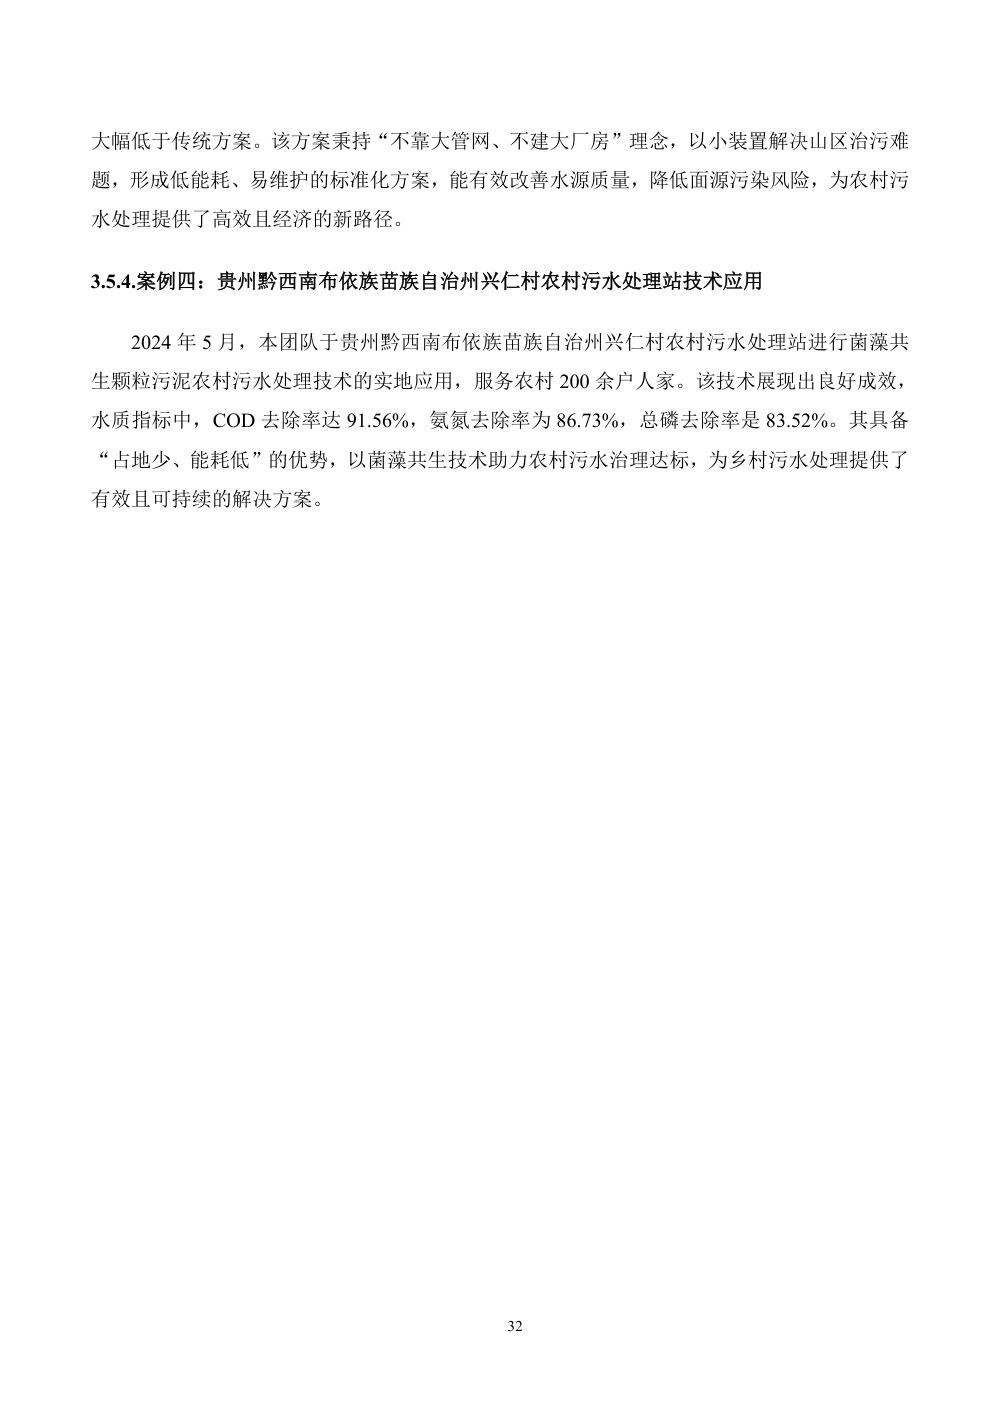 大幅低于传统方案。该方案秉持“不靠大管网、不建大厂房”理念，以小装置解决山区治污难
题，形成低能耗、易维护的标准化方案，能有效改善水源质量，降低面源污染风险，为农村污
水处理提供了高效且经济的新路径。
3.5.4.案例四：贵州黔西南布依族苗族自治州兴仁村农村污水处理站技术应用
2024 年 5 月，本团队于贵州黔西南布依族苗族自治州兴仁村农村污水处理站进行菌藻共
生颗粒污泥农村污水处理技术的实地应用，服务农村 200 余户人家。该技术展现出良好成效，
水质指标中，COD 去除率达 91.56%，氨氮去除率为 86.73%，总磷去除率是 83.52%。其具备
“占地少、能耗低”的优势，以菌藻共生技术助力农村污水治理达标，为乡村污水处理提供了
有效且可持续的解决方案。
32